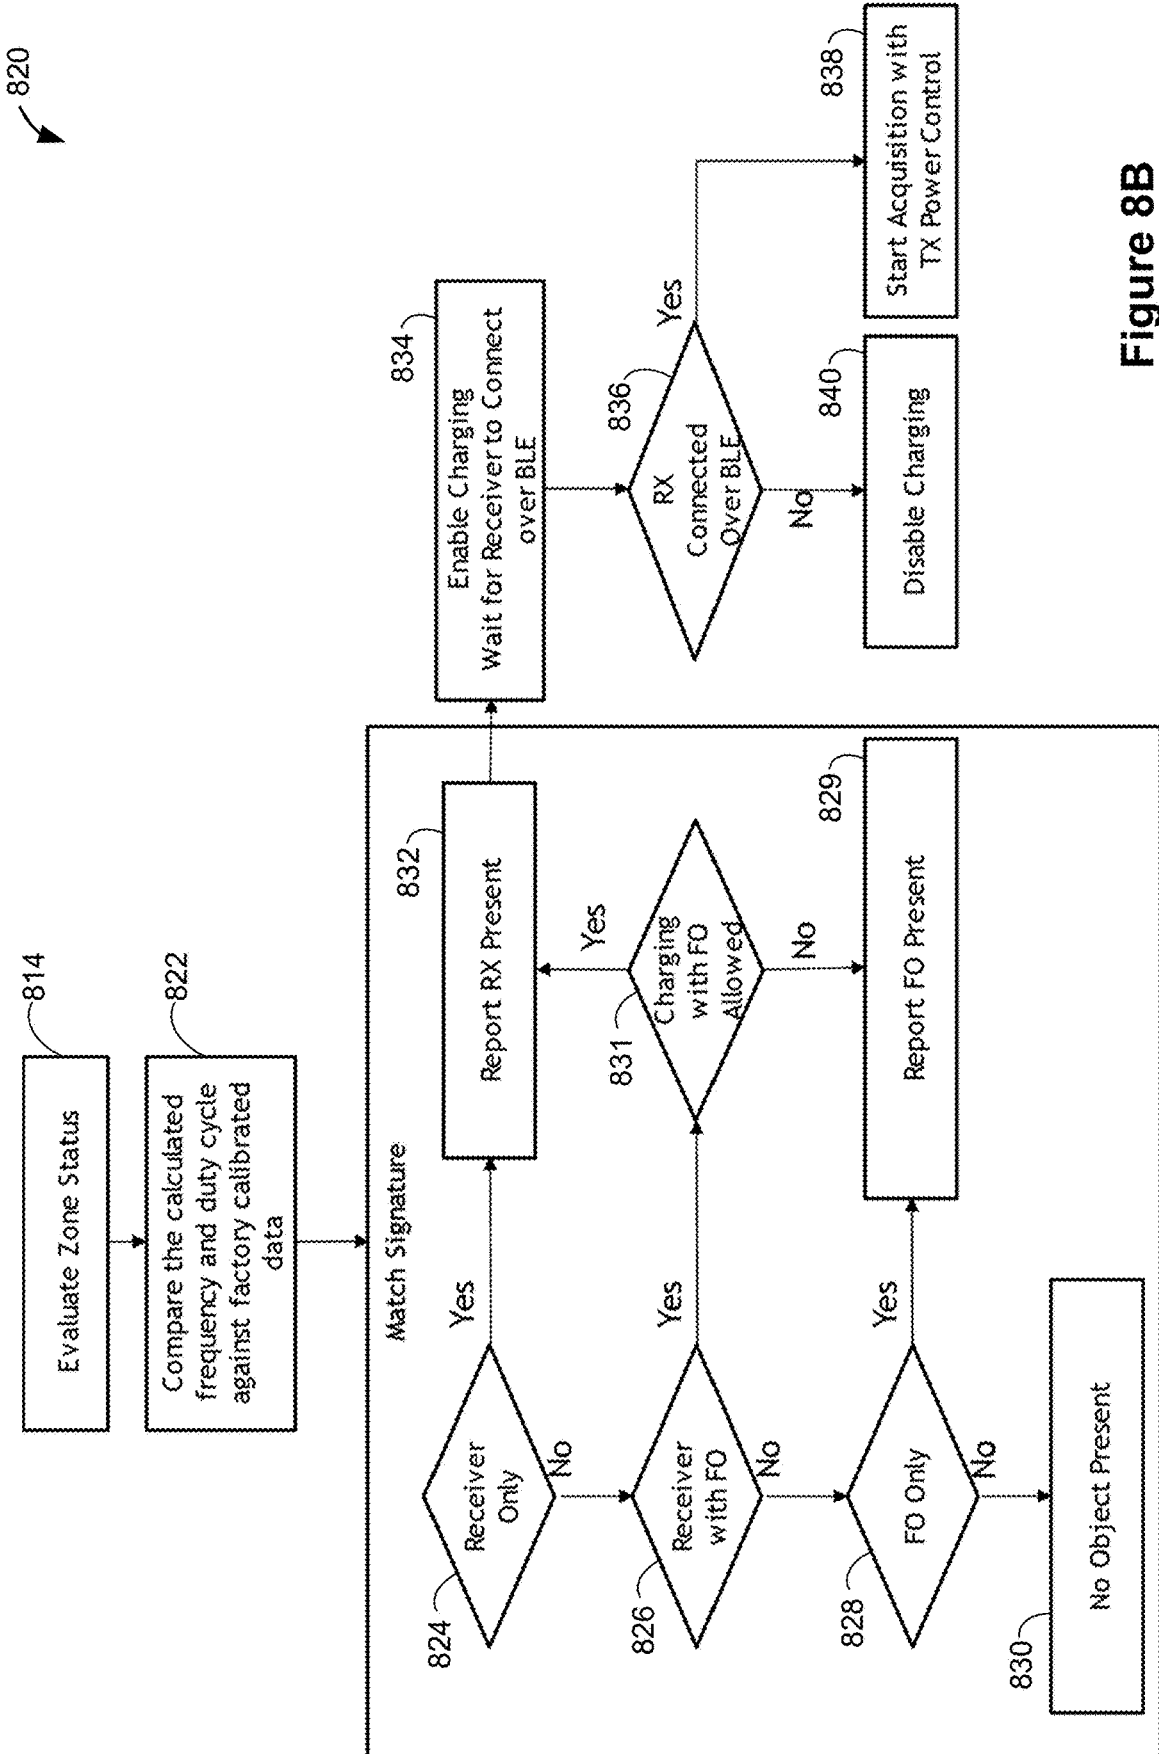 820
814
Evaluate Zone Status
822
Compare the calculated
frequency and duty cycle
against factory calibrated
data
Match Signature
824
Receiver
Only
Yes
No
832
Report RX Present
834
Enable Charging
Wait for Receiver to Connect
over BLE
826
Receiver
with FO
Yes
No
831
Charging
with FO
Allowed
Yes
No
836
RX
Connected
Over BLE
Yes
No
828
FO Only
Yes
No
829
Report FO Present
840
Disable Charging
838
Start Acquisition with
TX Power Control
830
No Object Present
Figure 8B